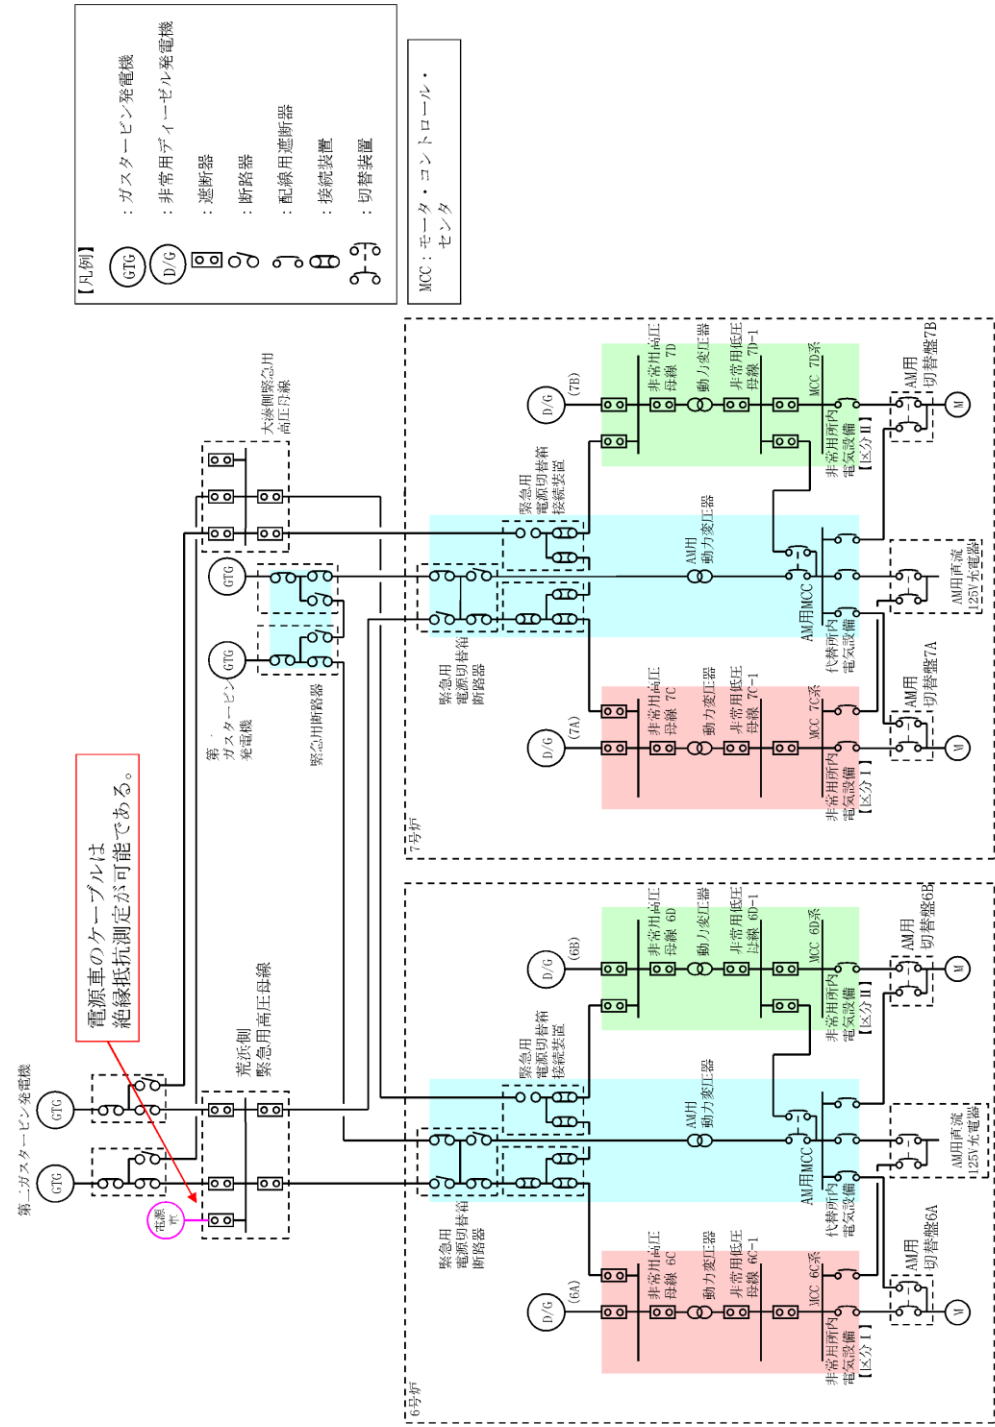 【凡例】
GTG
：ガスタービン発電機
D/G
：非常用ディーゼル発電機
：遮断器
：断路器
：配線用遮断器
：接続装置
：切替装置
MCC：モータ・コントロール・
センタ
電源車のケーブルは
絶縁抵抗測定が可能である。
第二ガスタービン発電機
GTG
GTG
電源
車
荒浜側
緊急用高圧母線
大湊側緊急用
高圧母線
GTG
GTG
第一
ガスタービン
発電機
緊急用断路器
6号炉
緊急用
電源切替箱
断路器
緊急用
電源切替箱
接続装置
D/G
(6A)
非常用高圧
母線 6C
動力変圧器
非常用低圧
母線 6C-1
MCC 6C系
非常用所内
電気設備
【区分Ⅰ】
AM用
切替盤6A
M
AM用
動力変圧器
AM用MCC
代替所内
電気設備
AM用直流
125V充電器
D/G
(6B)
非常用高圧
母線 6D
動力変圧器
非常用低圧
母線 6D-1
MCC 6D系
非常用所内
電気設備
【区分Ⅱ】
AM用
切替盤6B
M
7号炉
緊急用
電源切替箱
断路器
緊急用
電源切替箱
接続装置
D/G
(7A)
非常用高圧
母線 7C
動力変圧器
非常用低圧
母線 7C-1
MCC 7C系
非常用所内
電気設備
【区分Ⅰ】
AM用
切替盤7A
M
AM用
動力変圧器
AM用MCC
代替所内
電気設備
AM用直流
125V充電器
D/G
(7B)
非常用高圧
母線 7D
動力変圧器
非常用低圧
母線 7D-1
MCC 7D系
非常用所内
電気設備
【区分Ⅱ】
AM用
切替盤7B
M